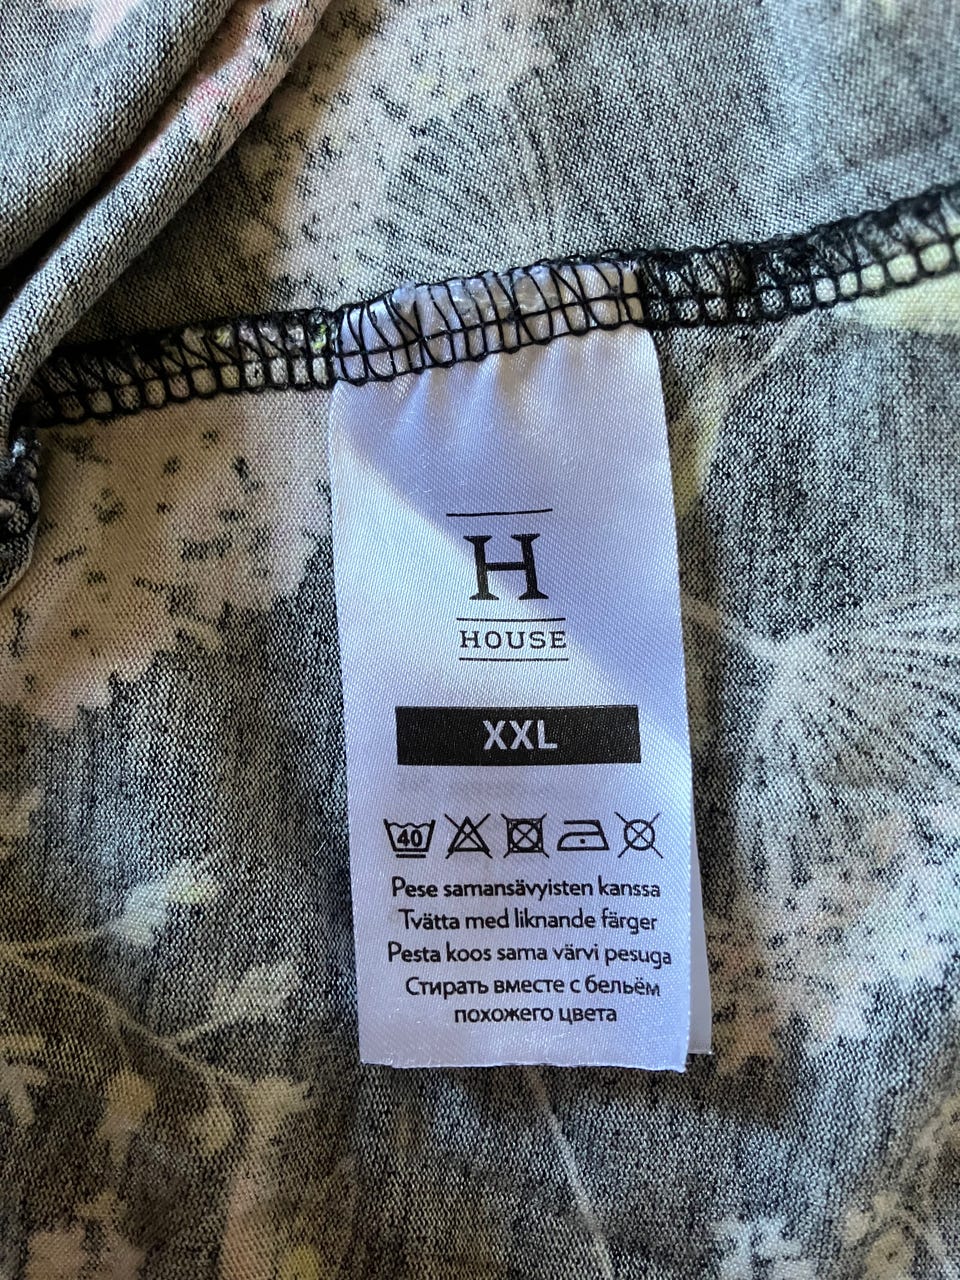 H
HOUSE
XXL
40
Pese samansävyisten kanssa
Tvätta med liknande färger
Pesta koos sama värvi pesuga
Стирать вместе с бельём
похожего цвета